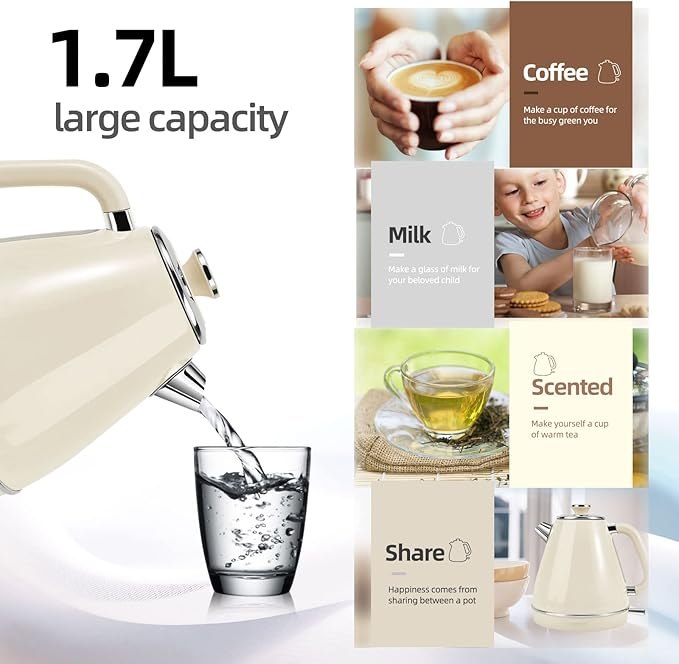 1.7L
large capacity
Coffee
Make a cup of coffee for
the busy green you
Milk
Make a glass of milk for
your beloved child
Scented
Make yourself a cup
of warm tea
Share
Happiness comes from
sharing between a pot